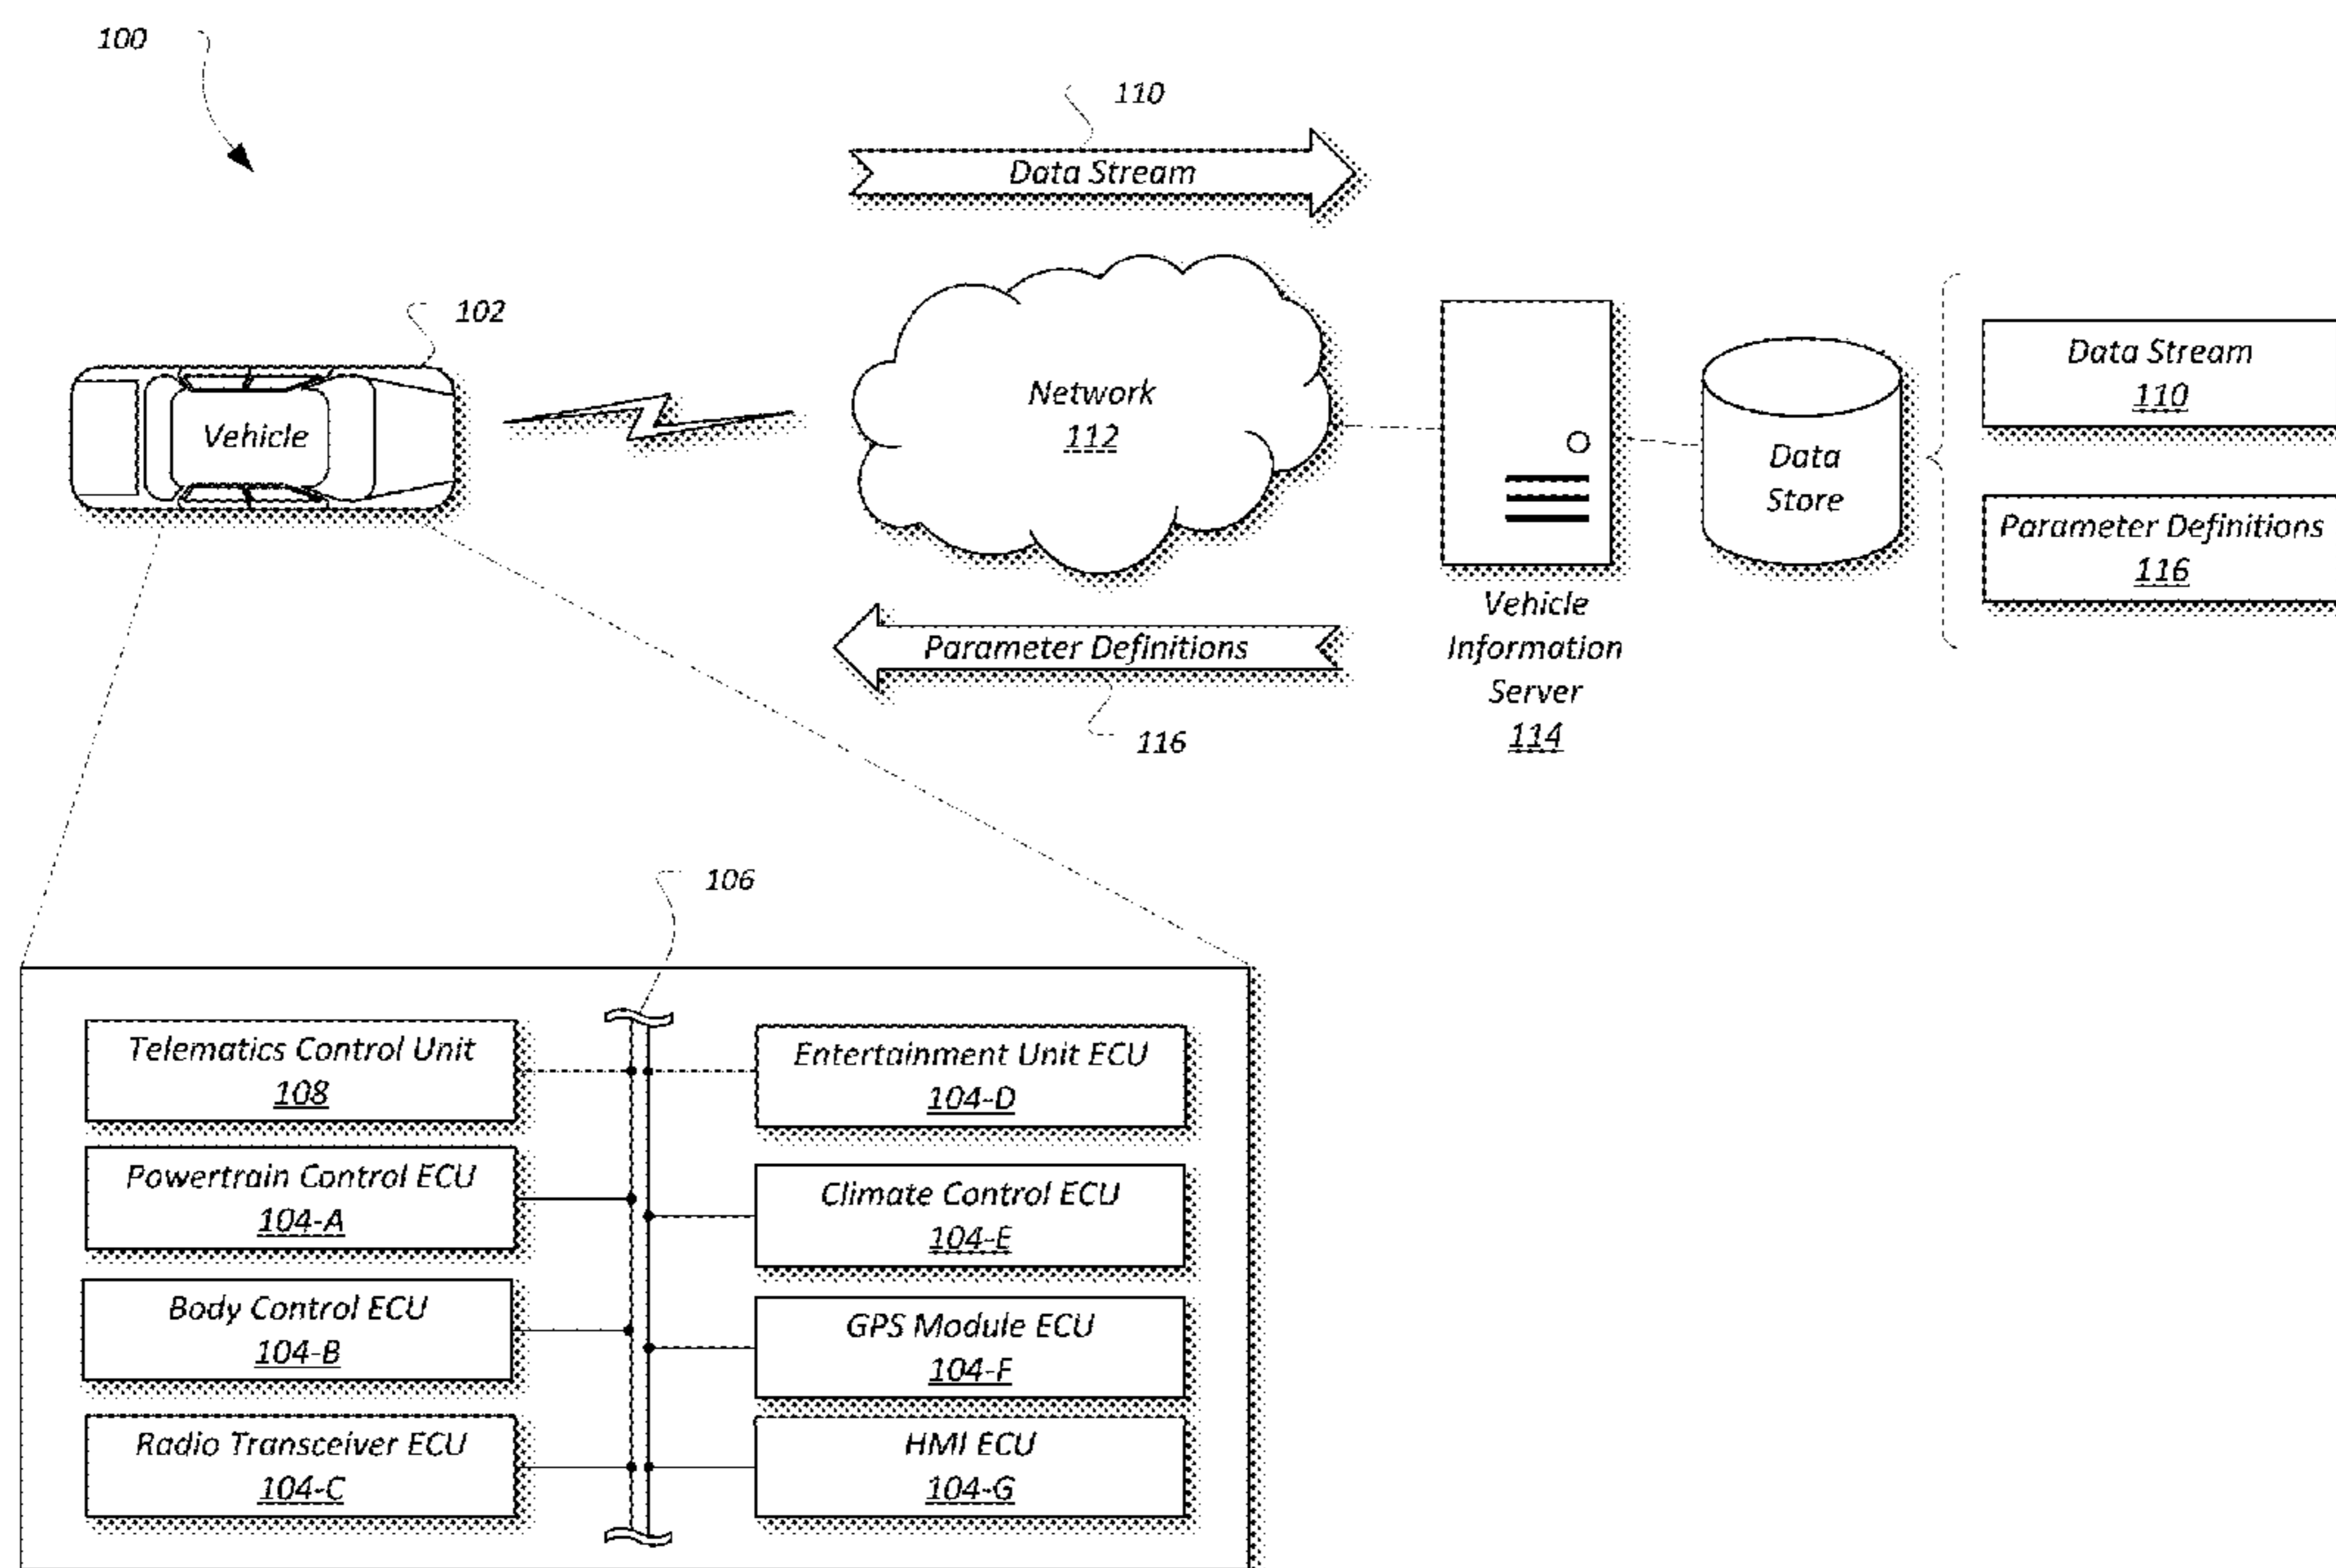 100
110
Data Stream
102
Vehicle
Network
112
Data
Store
Data Stream
110
Parameter Definitions
116
Vehicle
Information
Server
114
Parameter Definitions
116
106
Telematics Control Unit
108
Powertrain Control ECU
104-A
Body Control ECU
104-B
Radio Transceiver ECU
104-C
Entertainment Unit ECU
104-D
Climate Control ECU
104-E
GPS Module ECU
104-F
HMI ECU
104-G